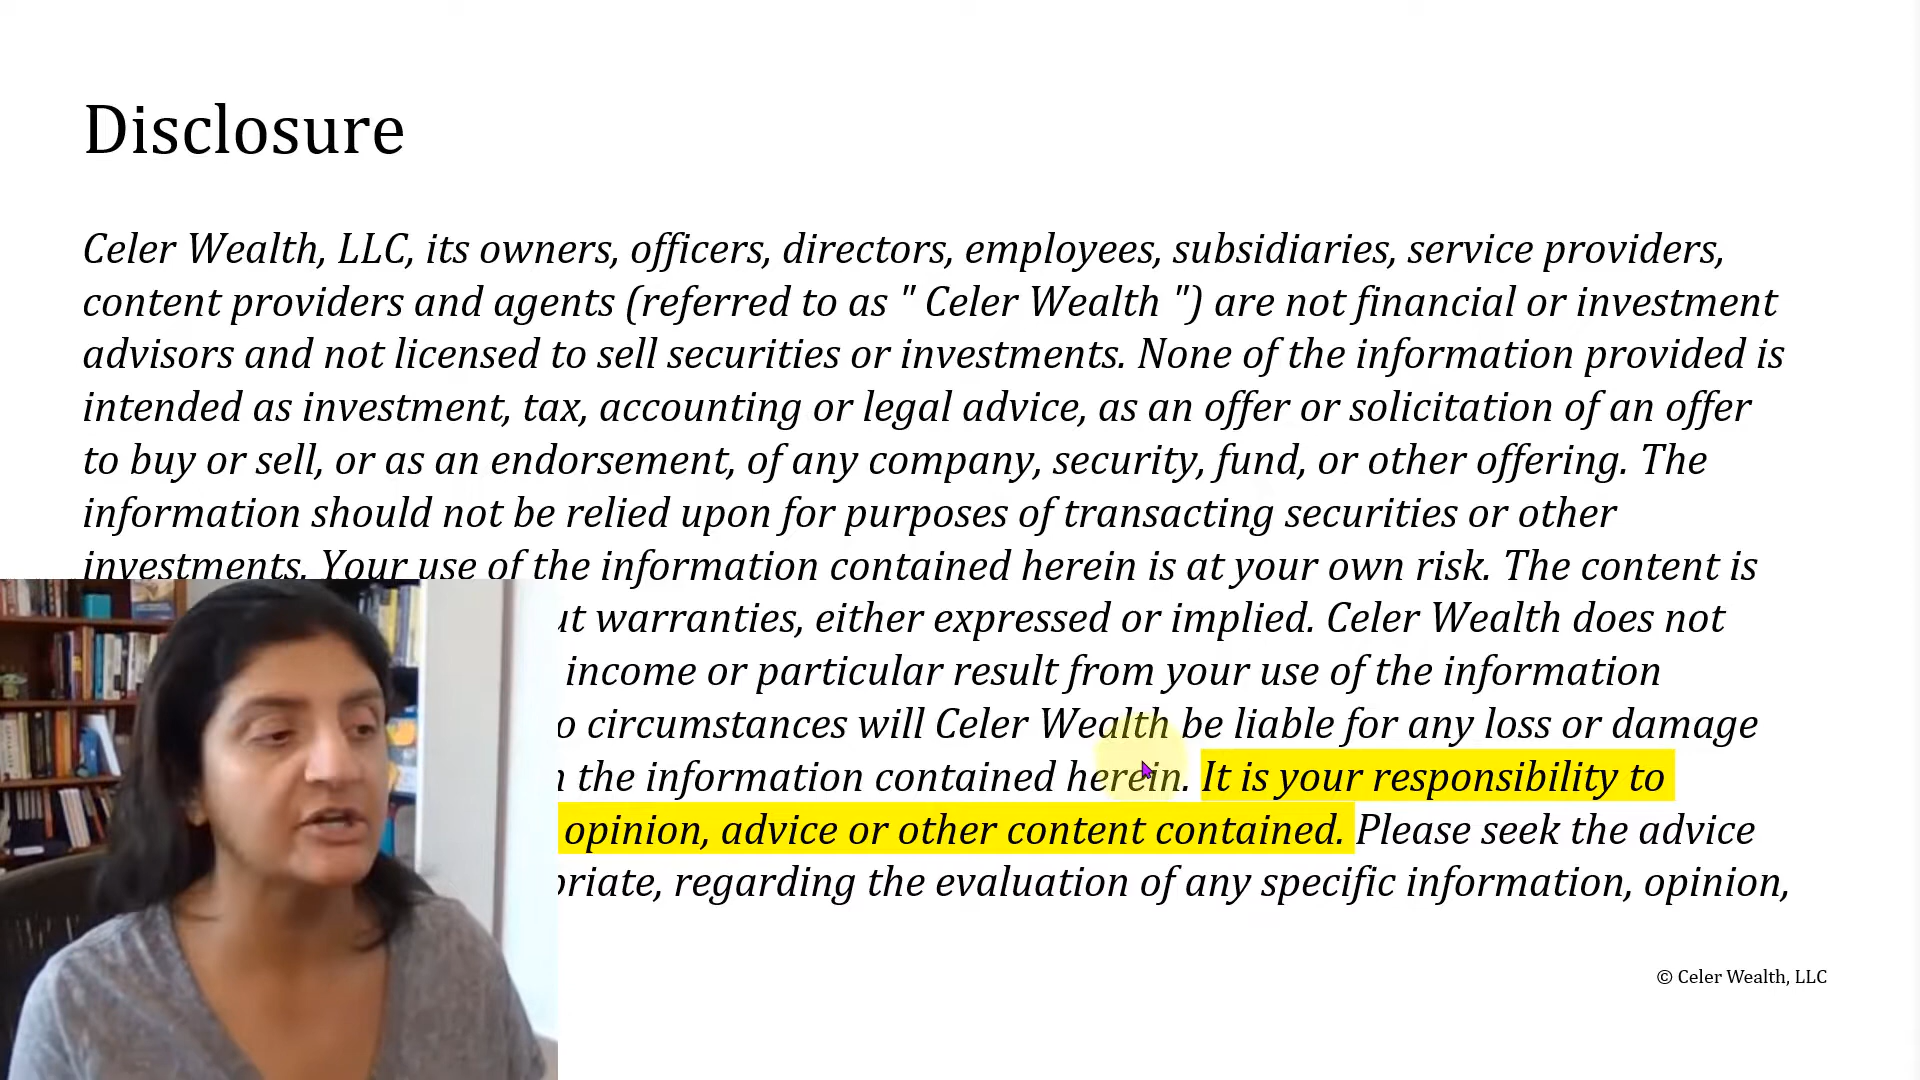 Disclosure
Celer Wealth, LLC, its owners, officers, directors, employees, subsidiaries, service providers,
content providers and agents (referred to as " Celer Wealth ") are not financial or investment
advisors and not licensed to sell securities or investments. None of the information provided is
intended as investment, tax, accounting or legal advice, as an offer or solicitation of an offer
to buy or sell, or as an endorsement, of any company, security, fund, or other offering. The
information should not be relied upon for purposes of transacting securities or other
investments. Your use of the information contained herein is at your own risk. The content is
warranties, either expressed or implied. Celer Wealth does not
income or particular result from your use of the information
circumstances will Celer Wealth be liable for any loss or damage
the information contained herein. It is your responsibility to
opinion, advice or other content contained. Please seek the advice
regarding the evaluation of any specific information, opinion,
© Celer Wealth, LLC